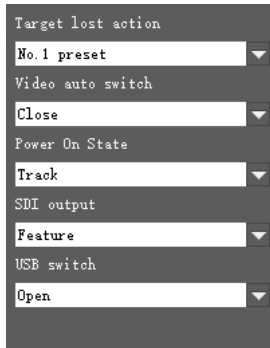 Target lost action
No.1 preset
Video auto switch
Close
Power On State
Track
SDI output
Feature
USB switch
Open